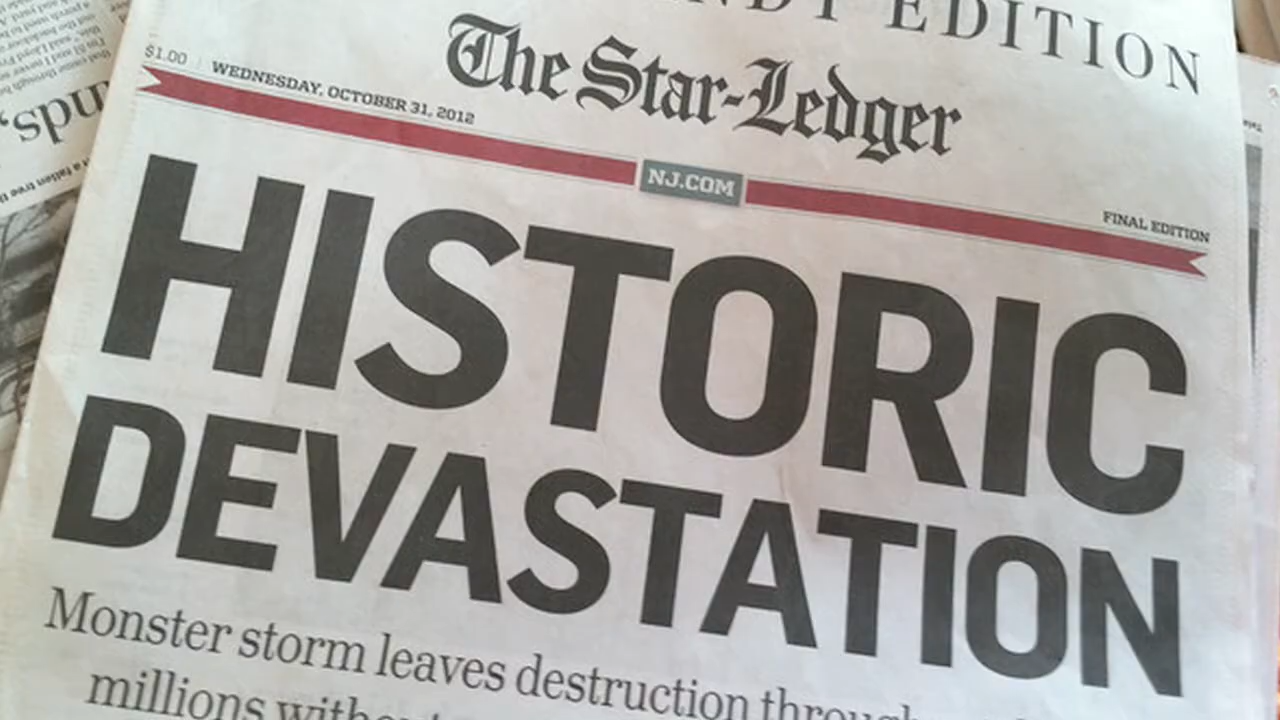 EDITION
The Star-Ledger
$1.00 WEDNESDAY, OCTOBER 31, 2012
NJ.COM
FINAL EDITION
HISTORIC
DEVASTATION
Monster storm leaves destruction
millions